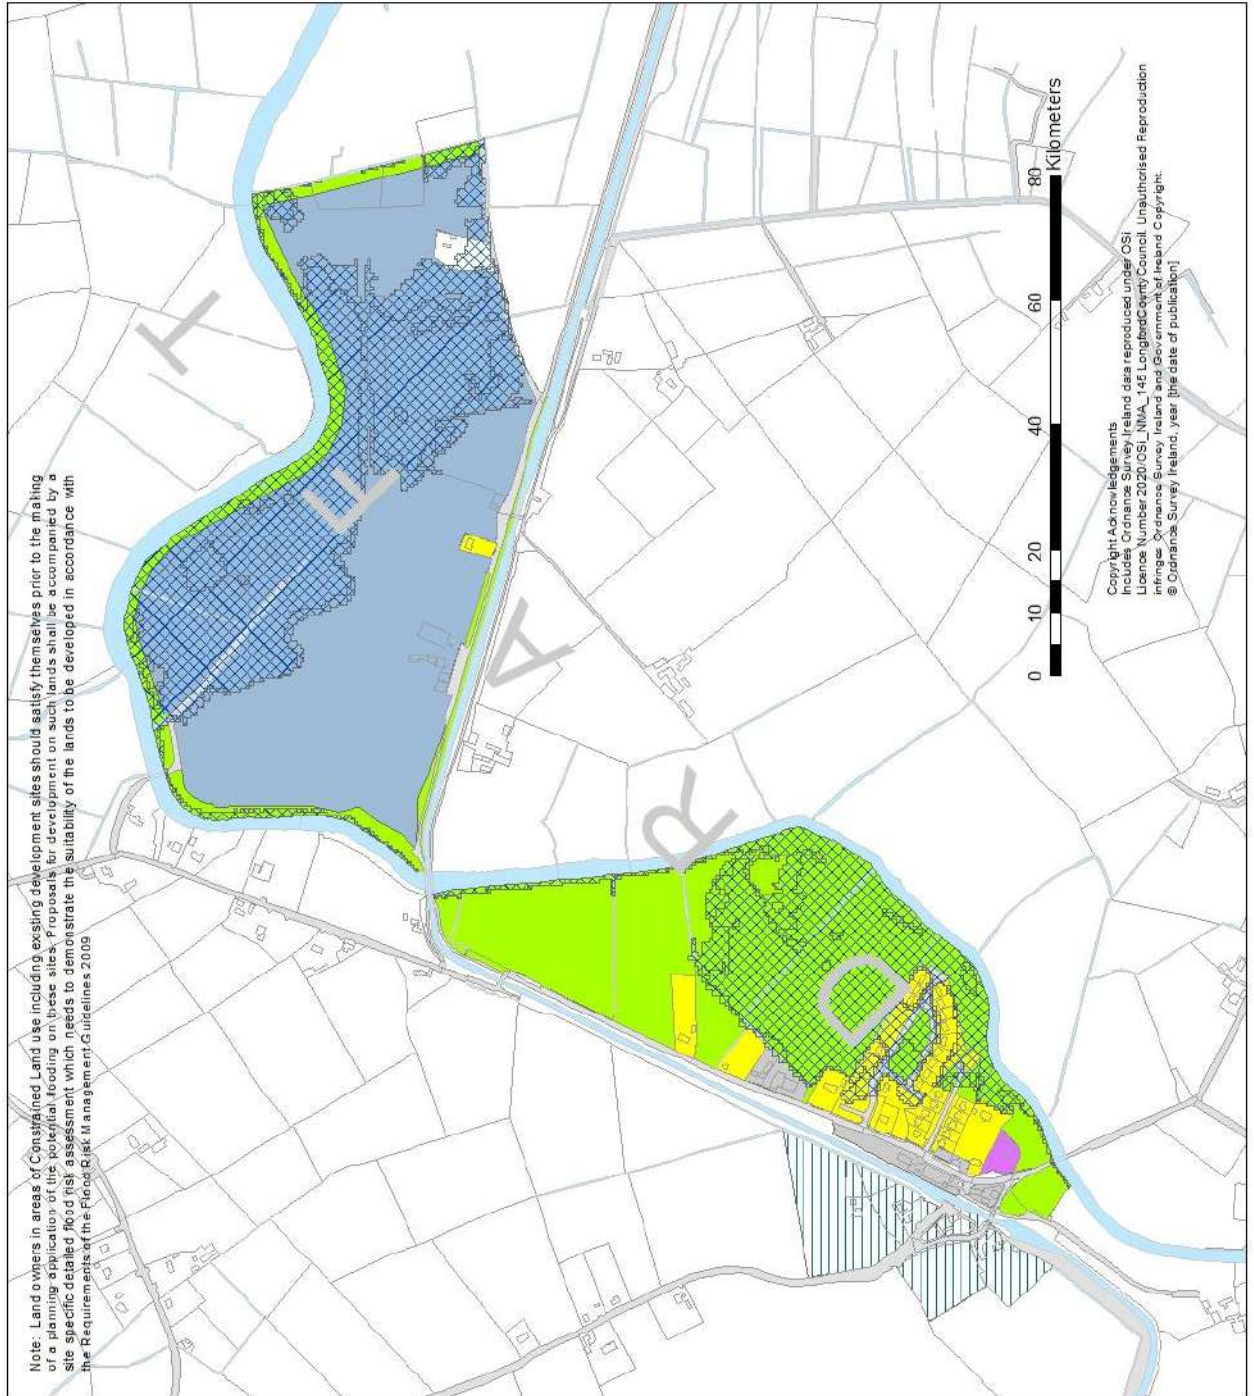 Note: Land owners in areas of Constrained Land use including existing development sites should satisfy themselves prior to the making
of a planning application of the potential flooding on these sites. Proposals for development on such lands shall be accompanied by a
site specific detailed flood risk assessment which needs to demonstrate the suitability of the lands to be developed in accordance with
the Requirements of the Flood Risk Management Guidelines 2009
DRAFT
0 10 20 40 60 80
Kilometers
Copyright Acknowledgements
Includes Ordnance Survey Ireland data reproduced under OSi
Licence Number 2020/OSi_NMA_145 Longford County Council. Unauthorised Reproduction
infringes Ordnance Survey Ireland and Government of Ireland Copyright.
© Ordnance Survey Ireland, year [the date of publication]